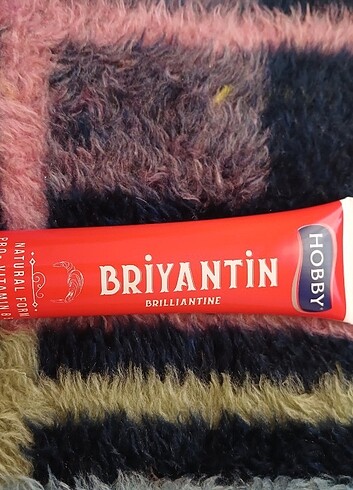 BRİYANTİN
BRILLIANTINE
HOBBY
NATURAL FORM
PRO-VITAMIN B5